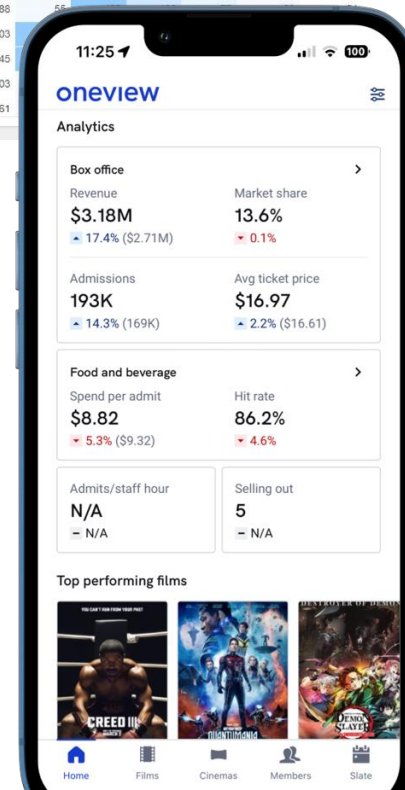 88
03
45
03
61
11:25
100
oneview
Analytics
Box office
Revenue Market share
$3.18M 13.6%
17.4% ($2.71M) 0.1%
Admissions Avg ticket price
193K $16.97
14.3% (169K) 2.2% ($16.61)
Food and beverage
Spend per admit Hit rate
$8.82 86.2%
5.3% ($9.32) 4.6%
Admits/staff hour Selling out
N/A 5
– N/A – N/A
Top performing films
YOU CAN'T RUN FROM YOUR PAST
DESTROYER OF DEMON
CREED III
QUANTUMANIA
DEMON
SLAYER
Home Films Cinemas Members Slate